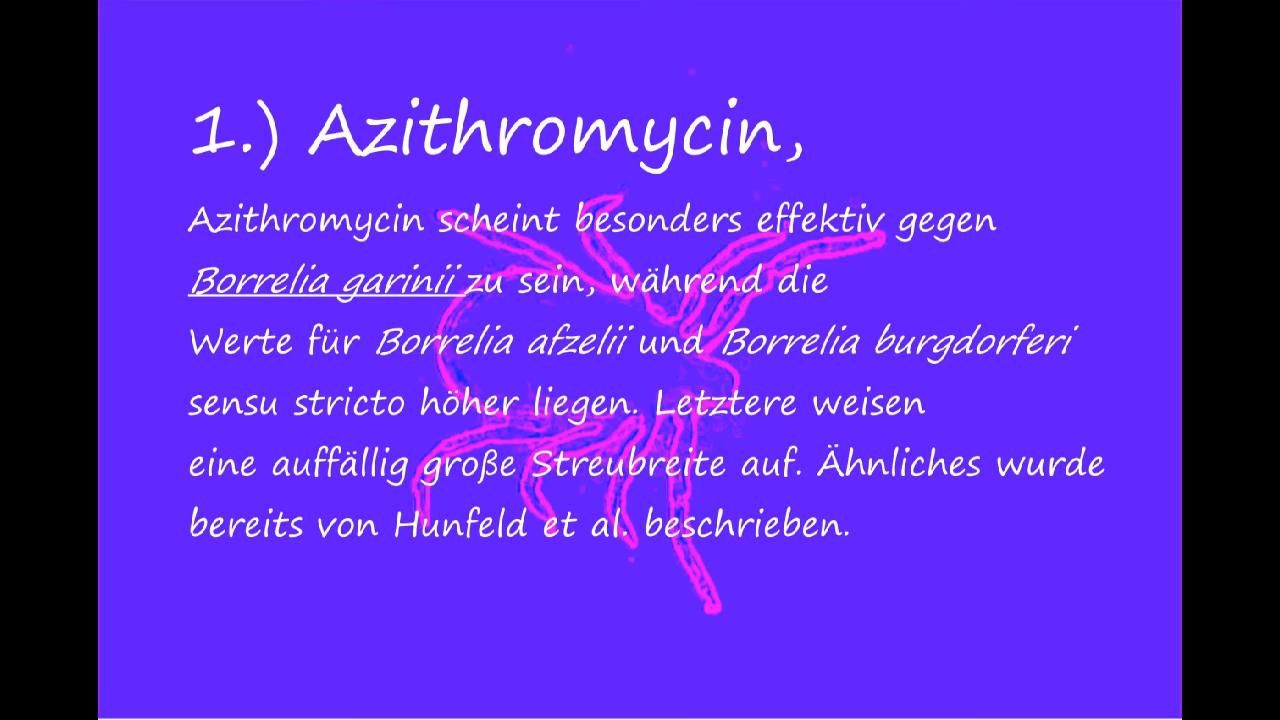 1.) Azithromycin,
Azithromycin scheint besonders effektiv gegen
Borrelia garinii zu sein, während die
Werte für Borrelia afzelii und Borrelia burgdorferi
sensu stricto höher liegen. Letztere weisen
eine auffällig große Streubreite auf. Ähnliches wurde
bereits von Hunfeld et al. beschrieben.